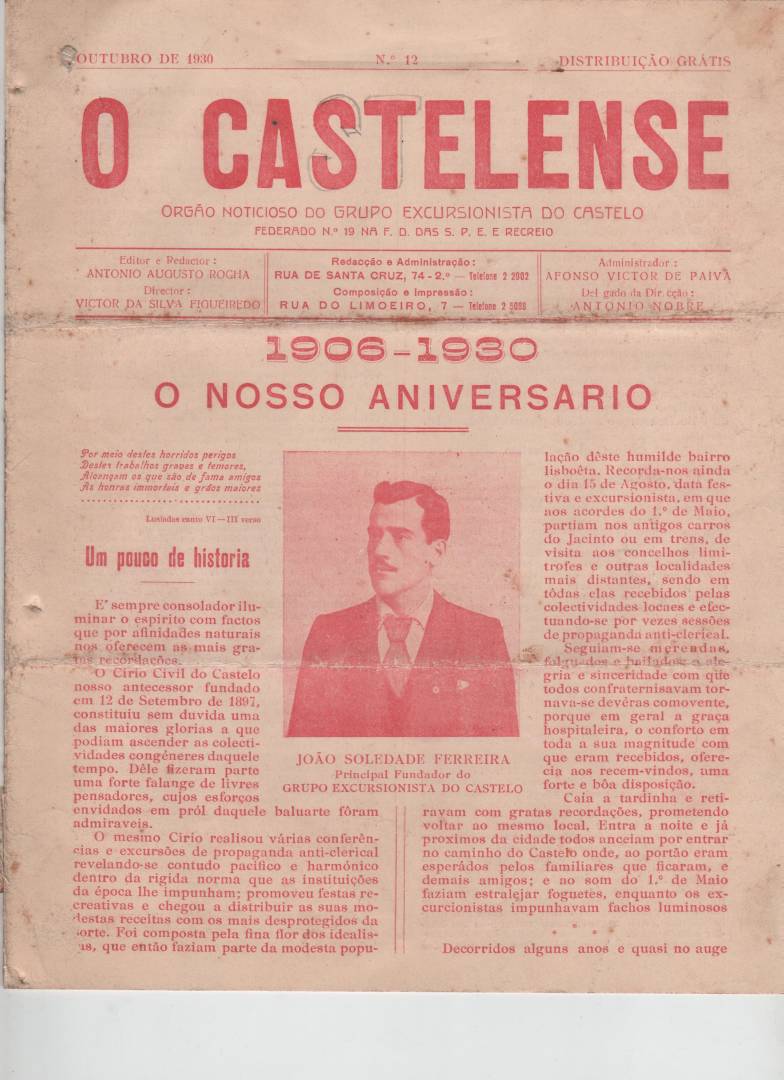 OUTUBRO DE 1930
N.º 12
DISTRIBUIÇÃO GRÁTIS
O CASTELENSE
ORGÃO NOTICIOSO DO GRUPO EXCURSIONISTA DO CASTELO
FEDERADO N.º 19 NA F. D. DAS S. P. E. E RECREIO
Editor e Redactor:
ANTONIO AUGUSTO ROCHA
Director:
VICTOR DA SILVA FIGUEIREDO
Redacção e Administração:
RUA DE SANTA CRUZ, 74-2.º — Telefone 2 2002
Composição e Impressão:
RUA DO LIMOEIRO, 7 — Telefone 2 5028
Administrador:
AFONSO VICTOR DE PAIVA
Del gado da Dir cção:
ANTONIO NOBRE
1906-1930
O NOSSO ANIVERSARIO
Por meio destes horridos perigos
Destes trabalhos graves e temores,
Alcançam os que são de fama amigos
As honras immortais e gráos maiores
Lusiadas canto VI—III verso
Um pouco de historia
E' sempre consolador ilu-
minar o espirito com factos
que por afinidades naturais
nos oferecem as mais gra-
tas recordações.
O Cirio Civil do Castelo
nosso antecessor fundado
em 12 de Setembro de 1897,
constituiu sem duvida uma
das maiores glorias a que
podiam ascender as colecti-
vidades congéneres daquele
tempo. Dêle fizeram parte
uma forte falange de livres
pensadores, cujos esforços
envidados em pról daquele baluarte fôram
admiraveis.
O mesmo Cirio realisou várias conferên-
cias e excursões de propaganda anti-clerical
revelando-se contudo pacifico e harmónico
dentro da rigida norma que as instituições
da época lhe impunham; promoveu festas re-
creativas e chegou a distribuir as suas mo-
destas receitas com os mais desprotegidos da
sorte. Foi composta pela fina flor dos idealis-
as, que então faziam parte da modesta popu-
JOÃO SOLEDADE FERREIRA
Principal Fundador do
GRUPO EXCURSIONISTA DO CASTELO
lação dêste humilde bairro
lisboêta. Recorda-nos ainda
o dia 15 de Agosto, data fes-
tiva e excursionista, em que
aos acordes do 1.º de Maio,
partiam nos antigos carros
do Jacinto ou em trens, de
visita aos concelhos limi-
trofes e outras localidades
mais distantes, sendo em
tôdas elas recebidos pelas
colectividades locaes e efec-
tuando-se por vezes sessões
de propaganda anti-clerical.
Seguiam-se merendas,
folguedos e bailados; a ale-
gria e sinceridade com que
todos confraternisavam tor-
nava-se devéras comovente,
porque em geral a graça
hospitaleira, o conforto em
toda a sua magnitude com
que eram recebidos, ofere-
cia aos recem-vindos, uma
forte e bôa disposição.
Caía a tardinha e reti-
ravam com gratas recordações, prometendo
voltar ao mesmo local. Entra a noite e já
proximos da cidade todos anceiam por entrar
no caminho do Castelo onde, ao portão eram
esperádos pelos familiares que ficaram, e
demais amigos; e ao som do 1.º de Maio
faziam estralejar foguetes, enquanto os ex-
curcionistas impunhavam fachos luminosos
Decorridos alguns anos e quasi no auge